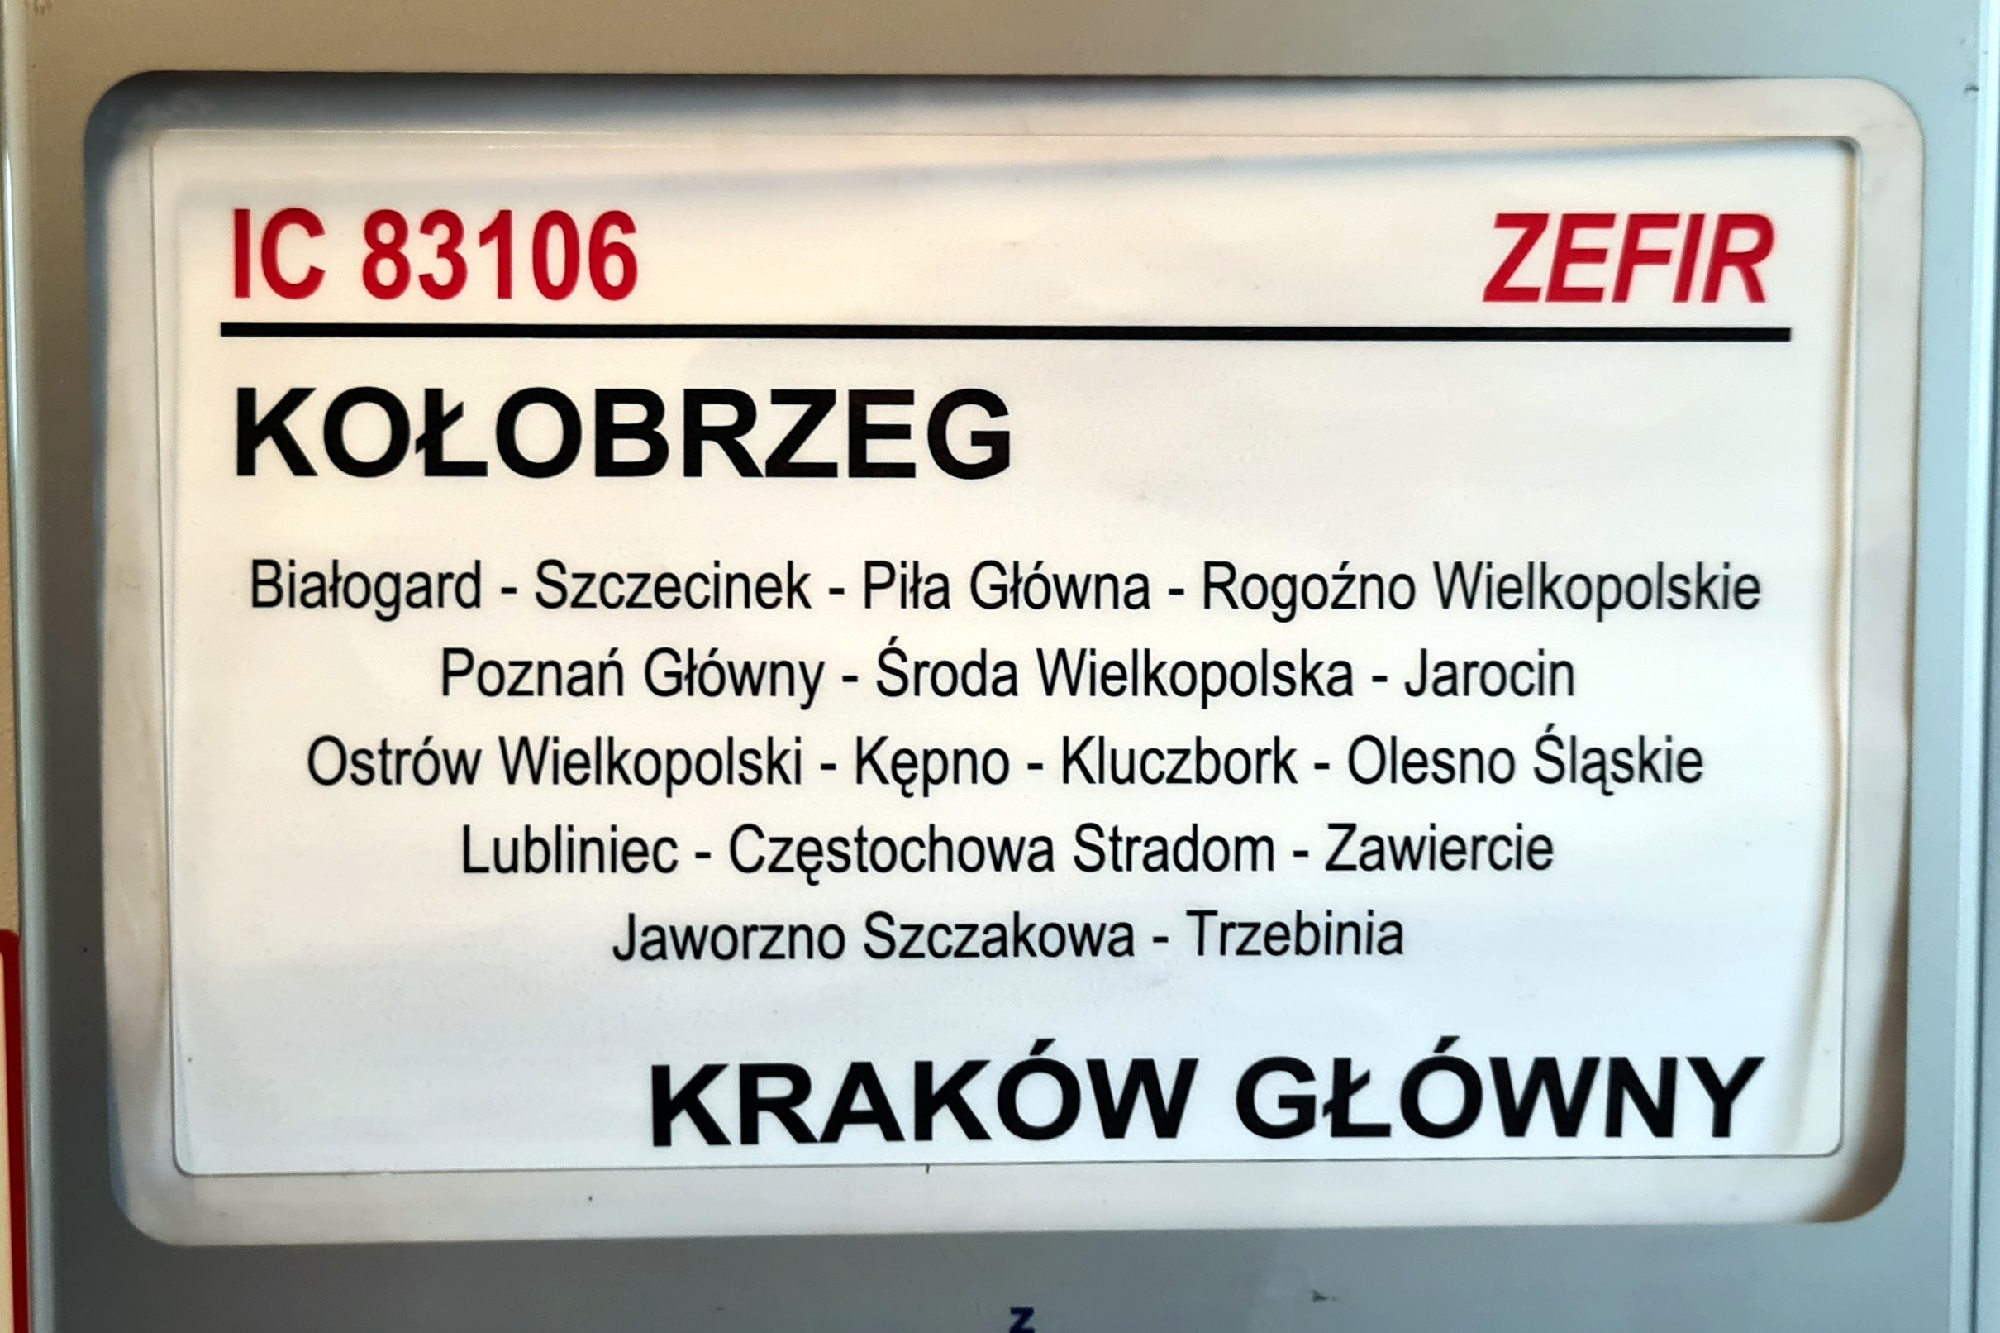 IC 83106 ZEFIR
KOŁOBRZEG
Białogard - Szczecinek - Piła Główna - Rogoźno Wielkopolskie
Poznań Główny - Środa Wielkopolska - Jarocin
Ostrów Wielkopolski - Kępno - Kluczbork - Olesno Śląskie
Lubliniec - Częstochowa Stradom - Zawiercie
Jaworzno Szczakowa - Trzebinia
KRAKÓW GŁÓWNY
z